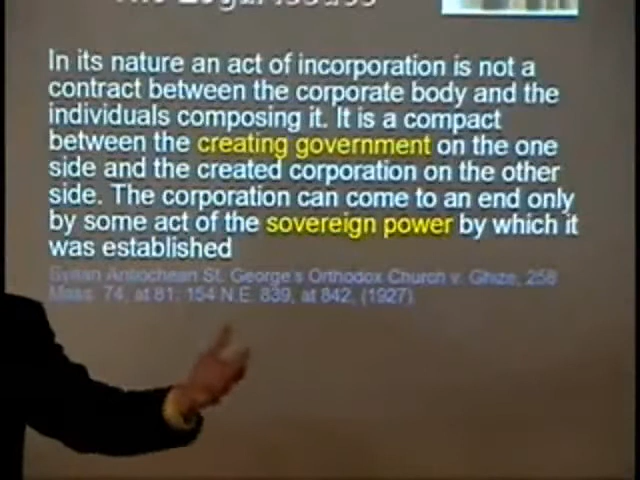 The Legal Issues
In its nature an act of incorporation is not a
contract between the corporate body and the
individuals composing it. It is a compact
between the creating government on the one
side and the created corporation on the other
side. The corporation can come to an end only
by some act of the sovereign power by which it
was established
Syrian Antiochean St. George's Orthodox Church v. Ghize, 258
Mass. 74, at 81; 154 N.E. 839, at 842, (1927)